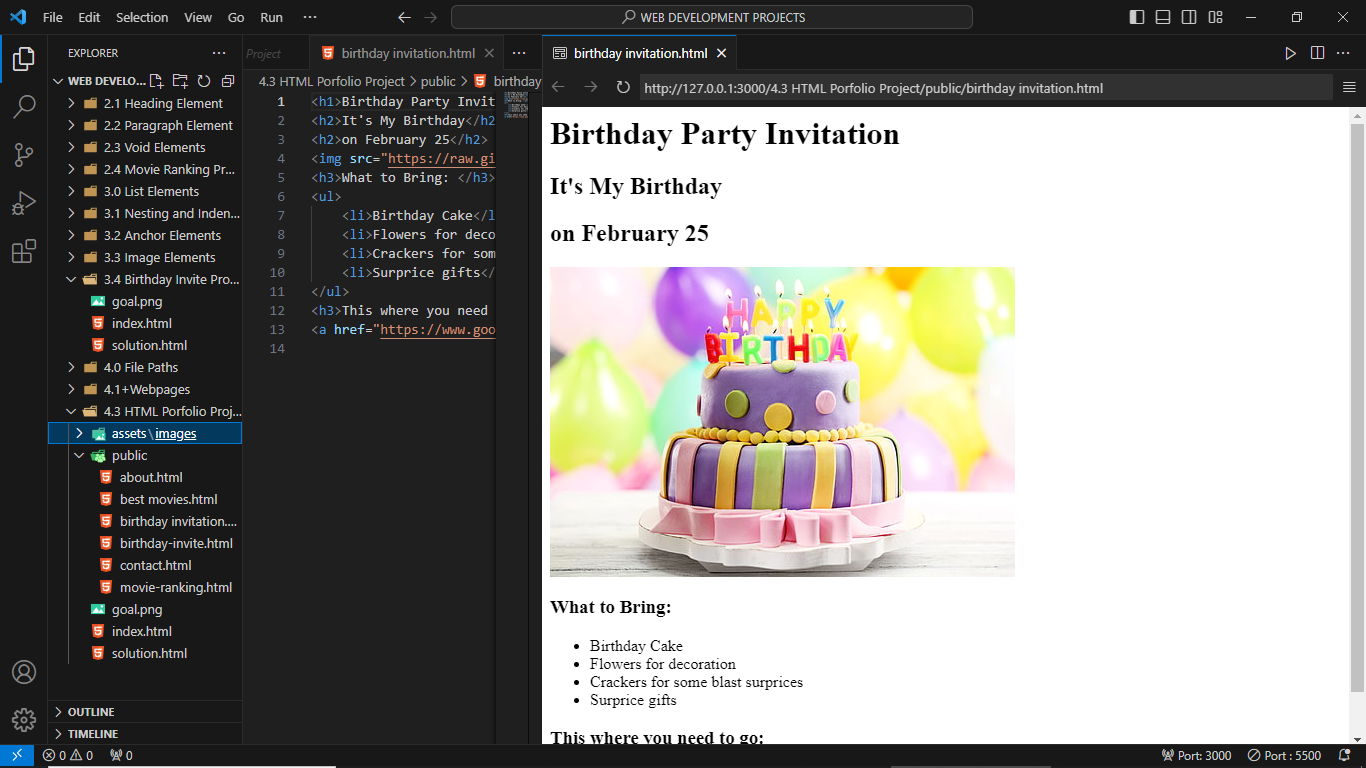 File Edit Selection View Go Run ···
WEB DEVELOPMENT PROJECTS
EXPLORER
WEB DEVELO...
2.1 Heading Element
2.2 Paragraph Element
2.3 Void Elements
2.4 Movie Ranking Pr...
3.0 List Elements
3.1 Nesting and Inden...
3.2 Anchor Elements
3.3 Image Elements
3.4 Birthday Invite Pro...
goal.png
index.html
solution.html
4.0 File Paths
4.1+Webpages
4.3 HTML Porfolio Proj...
assets\images
public
about.html
best movies.html
birthday invitation....
birthday-invite.html
contact.html
movie-ranking.html
goal.png
index.html
solution.html
OUTLINE
TIMELINE
Project
birthday invitation.html
4.3 HTML Porfolio Project > public > birthday
1 <h1>Birthday Party Invit
2 <h2>It's My Birthday</h2
3 <h2>on February 25</h2>
4 <img src="https://raw.gi
5 <h3>What to Bring: </h3>
6 <ul>
7 <li>Birthday Cake</l
8 <li>Flowers for deco
9 <li>Crackers for som
10 <li>Surprice gifts</
11 </ul>
12 <h3>This where you need
13 <a href="https://www.goo
14
birthday invitation.html
http://127.0.0.1:3000/4.3 HTML Porfolio Project/public/birthday invitation.html
Birthday Party Invitation
It's My Birthday
on February 25
HAPPY
BIRTHDAY
What to Bring:
• Birthday Cake
• Flowers for decoration
• Crackers for some blast surprices
• Surprice gifts
This where you need to go:
0 0 0
Port: 3000 Port : 5500